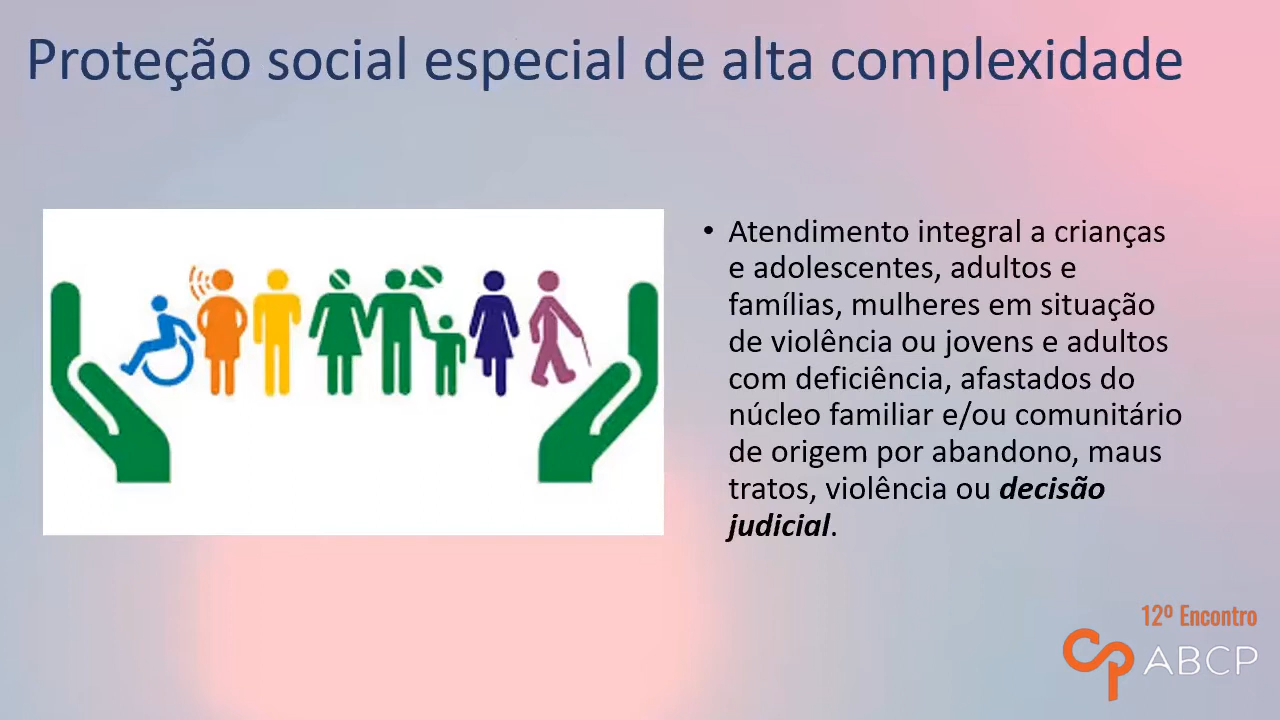 Proteção social especial de alta complexidade
• Atendimento integral a crianças
e adolescentes, adultos e
famílias, mulheres em situação
de violência ou jovens e adultos
com deficiência, afastados do
núcleo familiar e/ou comunitário
de origem por abandono, maus
tratos, violência ou decisão
judicial.
12º Encontro
CP ABCP